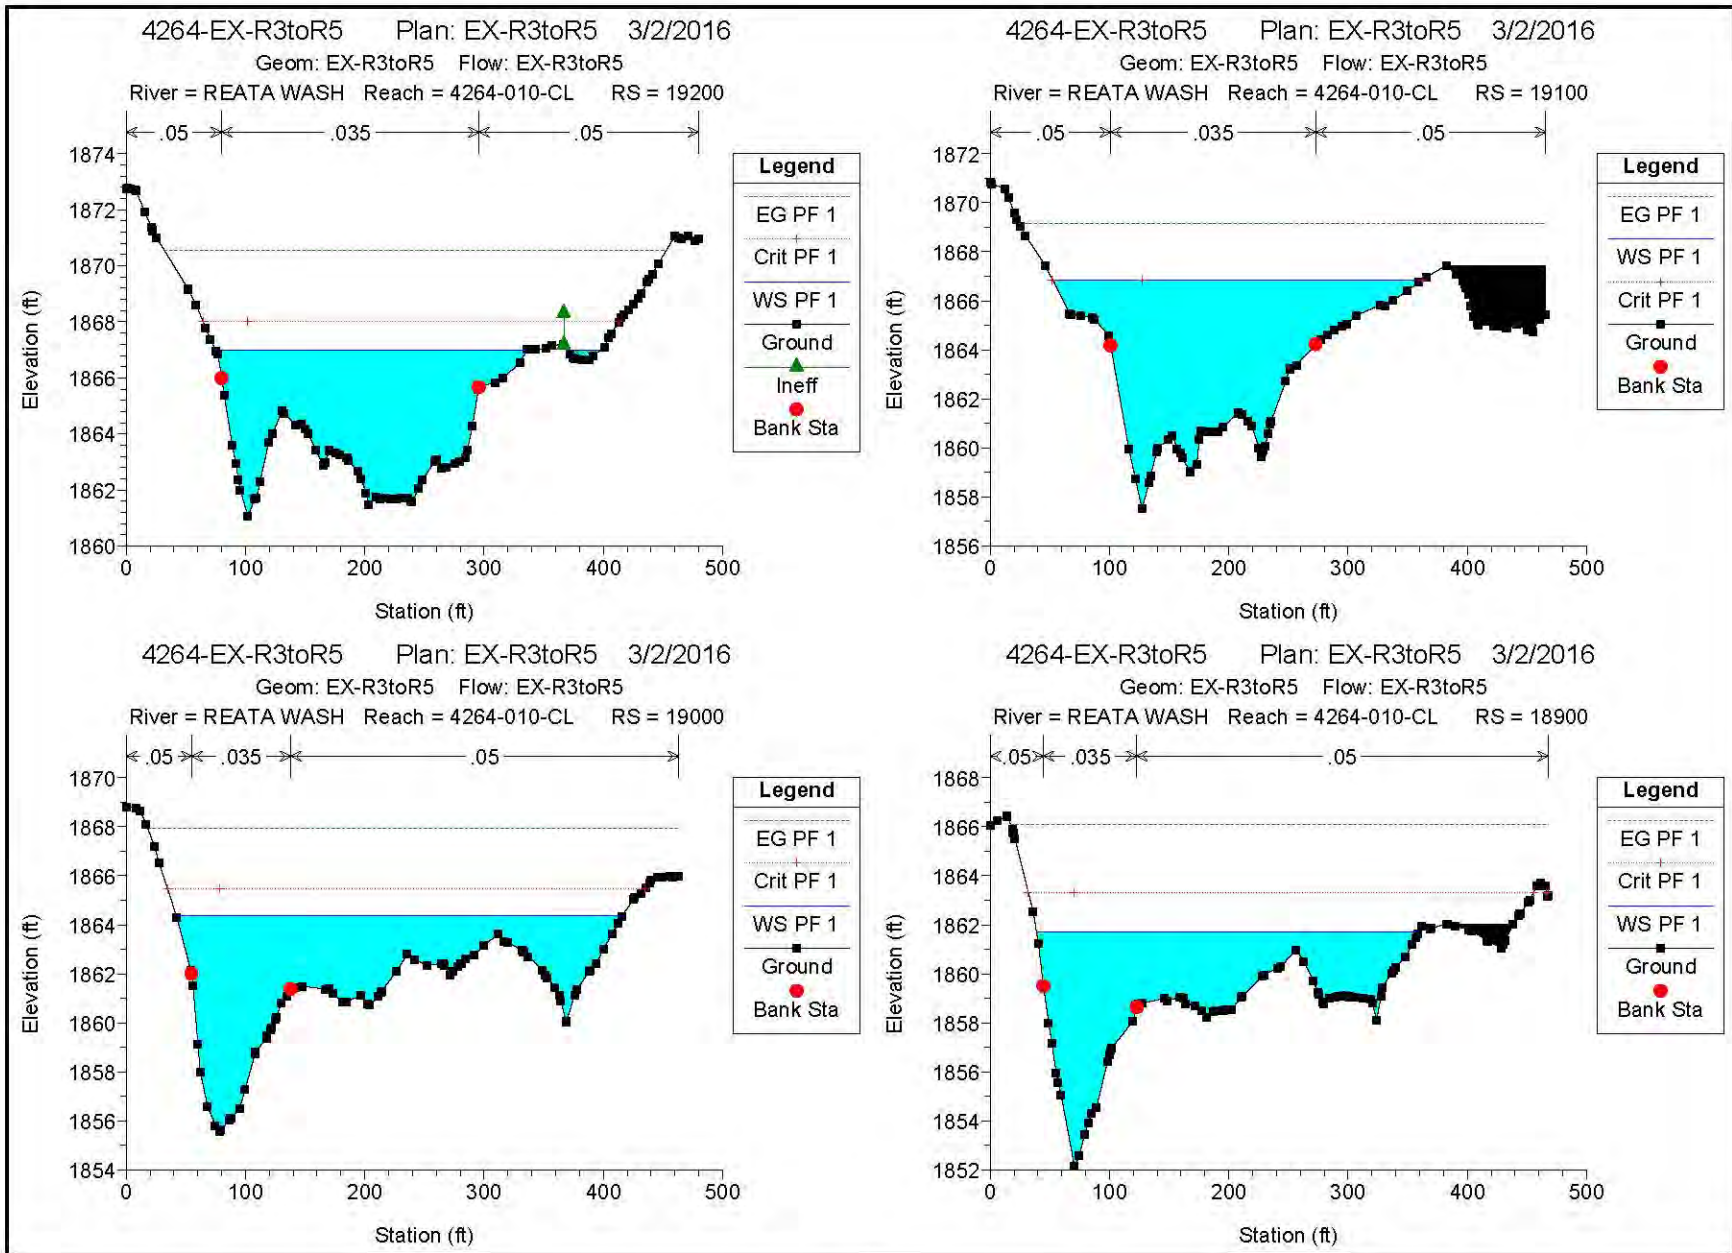 4264-EX-R3toR5 Plan: EX-R3toR5 3/2/2016
Geom: EX-R3toR5 Flow: EX-R3toR5
River = REATA WASH Reach = 4264-010-CL RS = 19200
.05 .035 .05
Legend
EG PF 1
Crit PF 1
WS PF 1
Ground
Ineff
Bank Sta
Elevation (ft)
1874
1872
1870
1868
1866
1864
1862
1860
0 100 200 300 400 500
Station (ft)
4264-EX-R3toR5 Plan: EX-R3toR5 3/2/2016
Geom: EX-R3toR5 Flow: EX-R3toR5
River = REATA WASH Reach = 4264-010-CL RS = 19100
.05 .035 .05
Legend
EG PF 1
WS PF 1
Crit PF 1
Ground
Bank Sta
Elevation (ft)
1872
1870
1868
1866
1864
1862
1860
1858
1856
0 100 200 300 400 500
Station (ft)
4264-EX-R3toR5 Plan: EX-R3toR5 3/2/2016
Geom: EX-R3toR5 Flow: EX-R3toR5
River = REATA WASH Reach = 4264-010-CL RS = 19000
.05 .035 .05
Legend
EG PF 1
Crit PF 1
WS PF 1
Ground
Bank Sta
Elevation (ft)
1870
1868
1866
1864
1862
1860
1858
1856
1854
0 100 200 300 400 500
Station (ft)
4264-EX-R3toR5 Plan: EX-R3toR5 3/2/2016
Geom: EX-R3toR5 Flow: EX-R3toR5
River = REATA WASH Reach = 4264-010-CL RS = 18900
.05 .035 .05
Legend
EG PF 1
Crit PF 1
WS PF 1
Ground
Bank Sta
Elevation (ft)
1868
1866
1864
1862
1860
1858
1856
1854
1852
0 100 200 300 400 500
Station (ft)